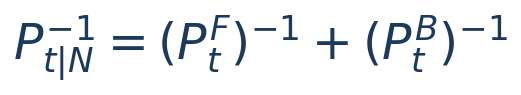 $P_{t|N}^{-1} = (P_t^F)^{-1} + (P_t^B)^{-1}$